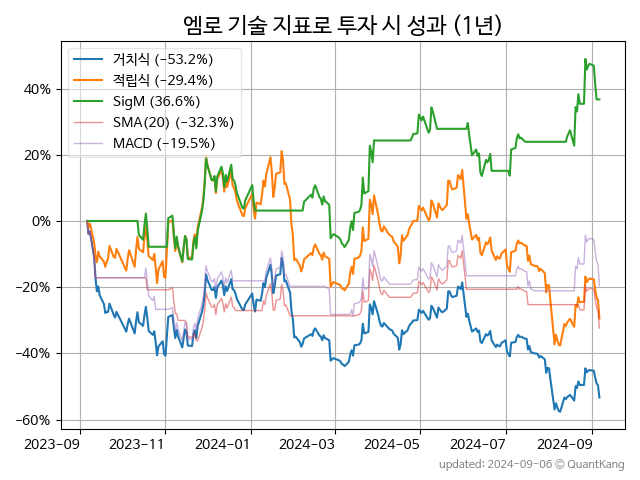 엠로 기술 지표로 투자 시 성과 (1년)
거치식 (−53.2%)
적립식 (−29.4%)
SigM (36.6%)
SMA(20) (−32.3%)
MACD (−19.5%)
40%
20%
0%
−20%
−40%
−60%
2023-09 2023-11 2024-01 2024-03 2024-05 2024-07 2024-09
updated: 2024-09-06 © QuantKang